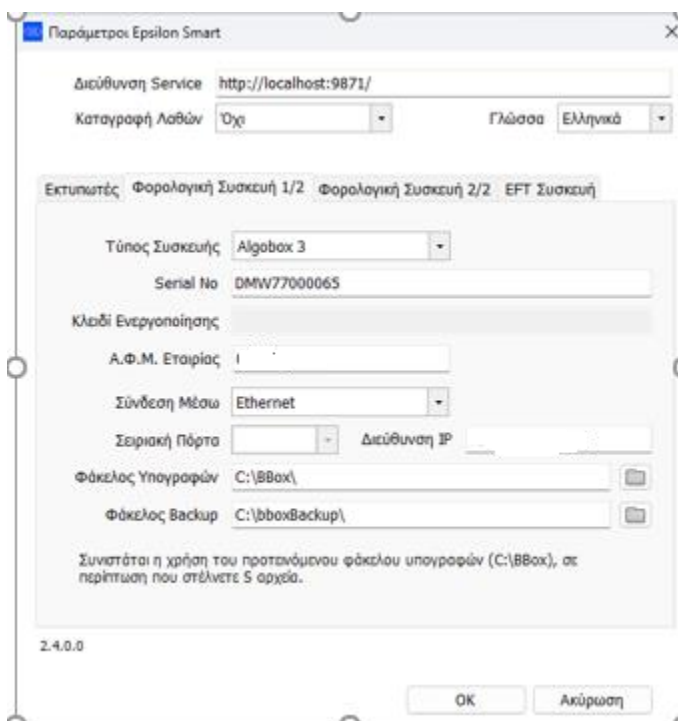 Παράμετροι Epsilon Smart
Διεύθυνση Service http://localhost:9871/
Καταγραφή Λαθών Όχι Γλώσσα Ελληνικά
Εκτυπωτές Φορολογική Συσκευή 1/2 Φορολογική Συσκευή 2/2 EFT Συσκευή
Τύπος Συσκευής Algobox 3
Serial No DMW77000065
Κλειδί Ενεργοποίησης
Α.Φ.Μ. Εταιρίας
Σύνδεση Μέσω Ethernet
Σειριακή Πόρτα Διεύθυνση IP
Φάκελος Υπογραφών C:\BBox\
Φάκελος Backup C:\bboxBackup\
Συνιστάται η χρήση του προτεινόμενου φάκελου υπογραφών (C:\BBox), σε
περίπτωση που στέλνετε S αρχεία.
2.4.0.0
OK Ακύρωση